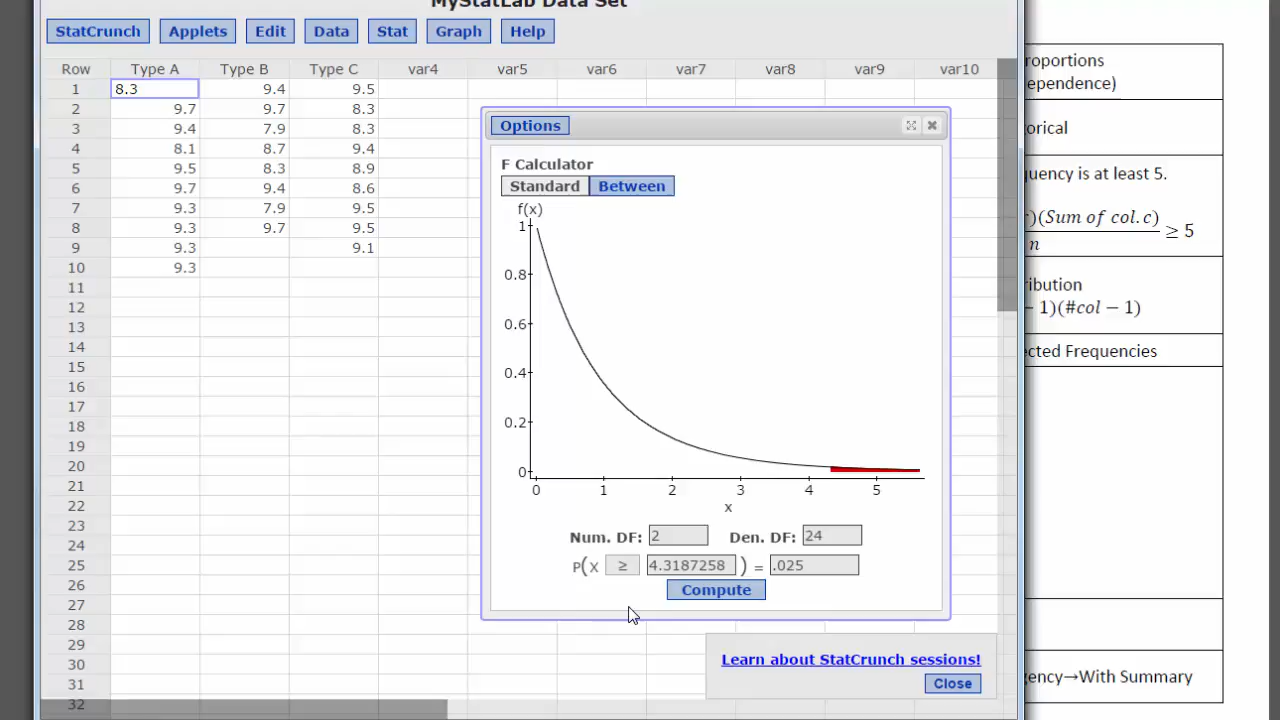 MyStatLab Data Set
StatCrunch Applets Edit Data Stat Graph Help
Row Type A Type B Type C var4 var5 var6 var7 var8 var9 var10
1 8.3 9.4 9.5
2 9.7 9.7 8.3
3 9.4 7.9 8.3
4 8.1 8.7 9.4
5 9.5 8.3 8.9
6 9.7 9.4 8.6
7 9.3 7.9 9.5
8 9.3 9.7 9.5
9 9.3 9.1
10 9.3
11
12
13
14
15
16
17
18
19
20
21
22
23
24
25
26
27
28
29
30
31
32
Options
F Calculator
Standard Between
f(x)
1
0.8
0.6
0.4
0.2
0
0 1 2 3 4 5
x
Num. DF: 2 Den. DF: 24
P(X ≥ 4.3187258 ) = .025
Compute
Learn about StatCrunch sessions!
Close
roportions
ependence)
orical
quency is at least 5.
r)(Sum of col.c)
n
≥ 5
ribution
− 1)(#col − 1)
ected Frequencies
ency→With Summary